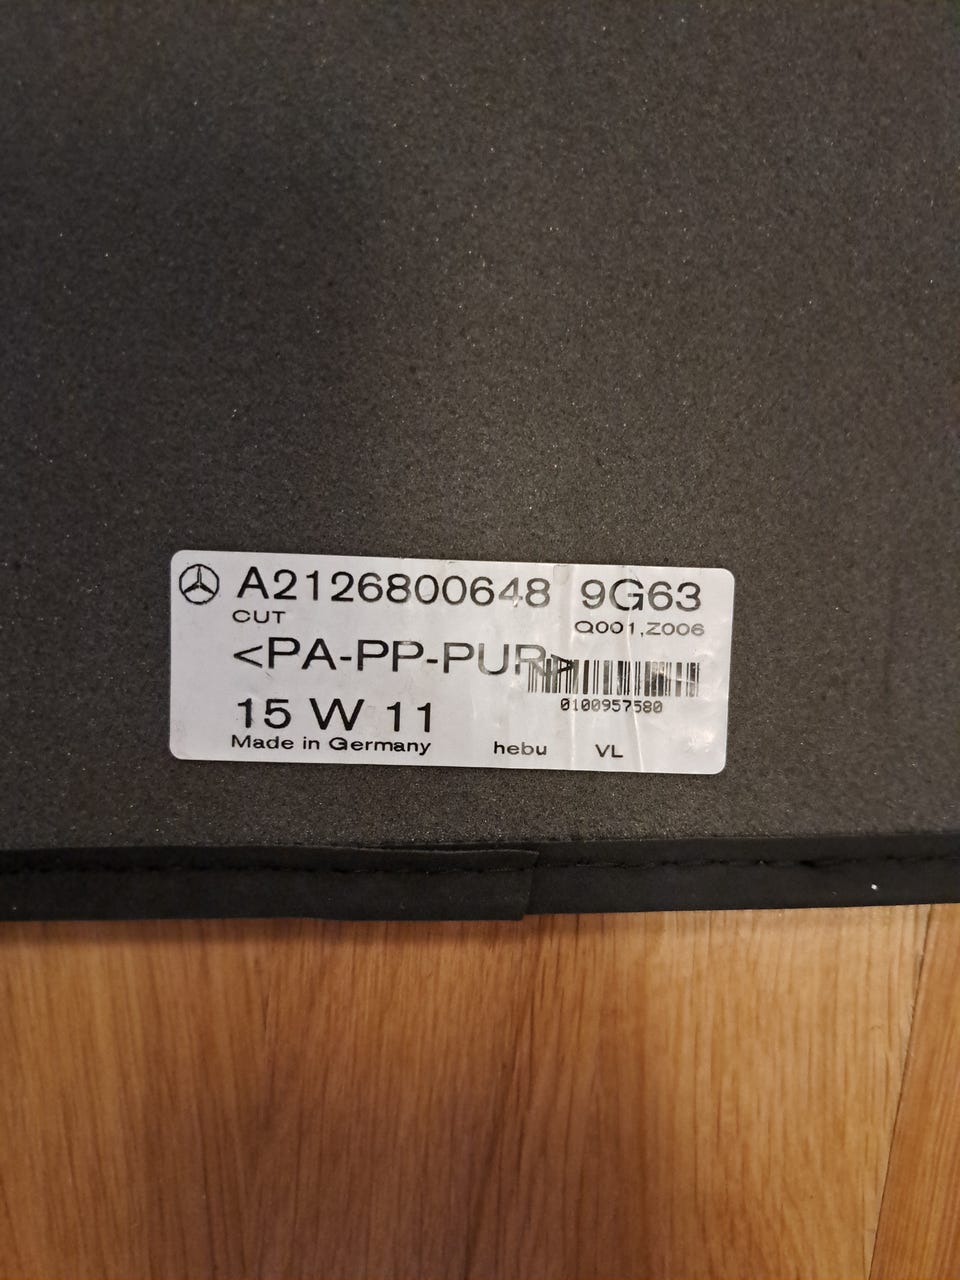 A2126800648 9G63
CUT Q001,Z006
<PA-PP-PUR>
0100957580
15 W 11
Made in Germany hebu VL